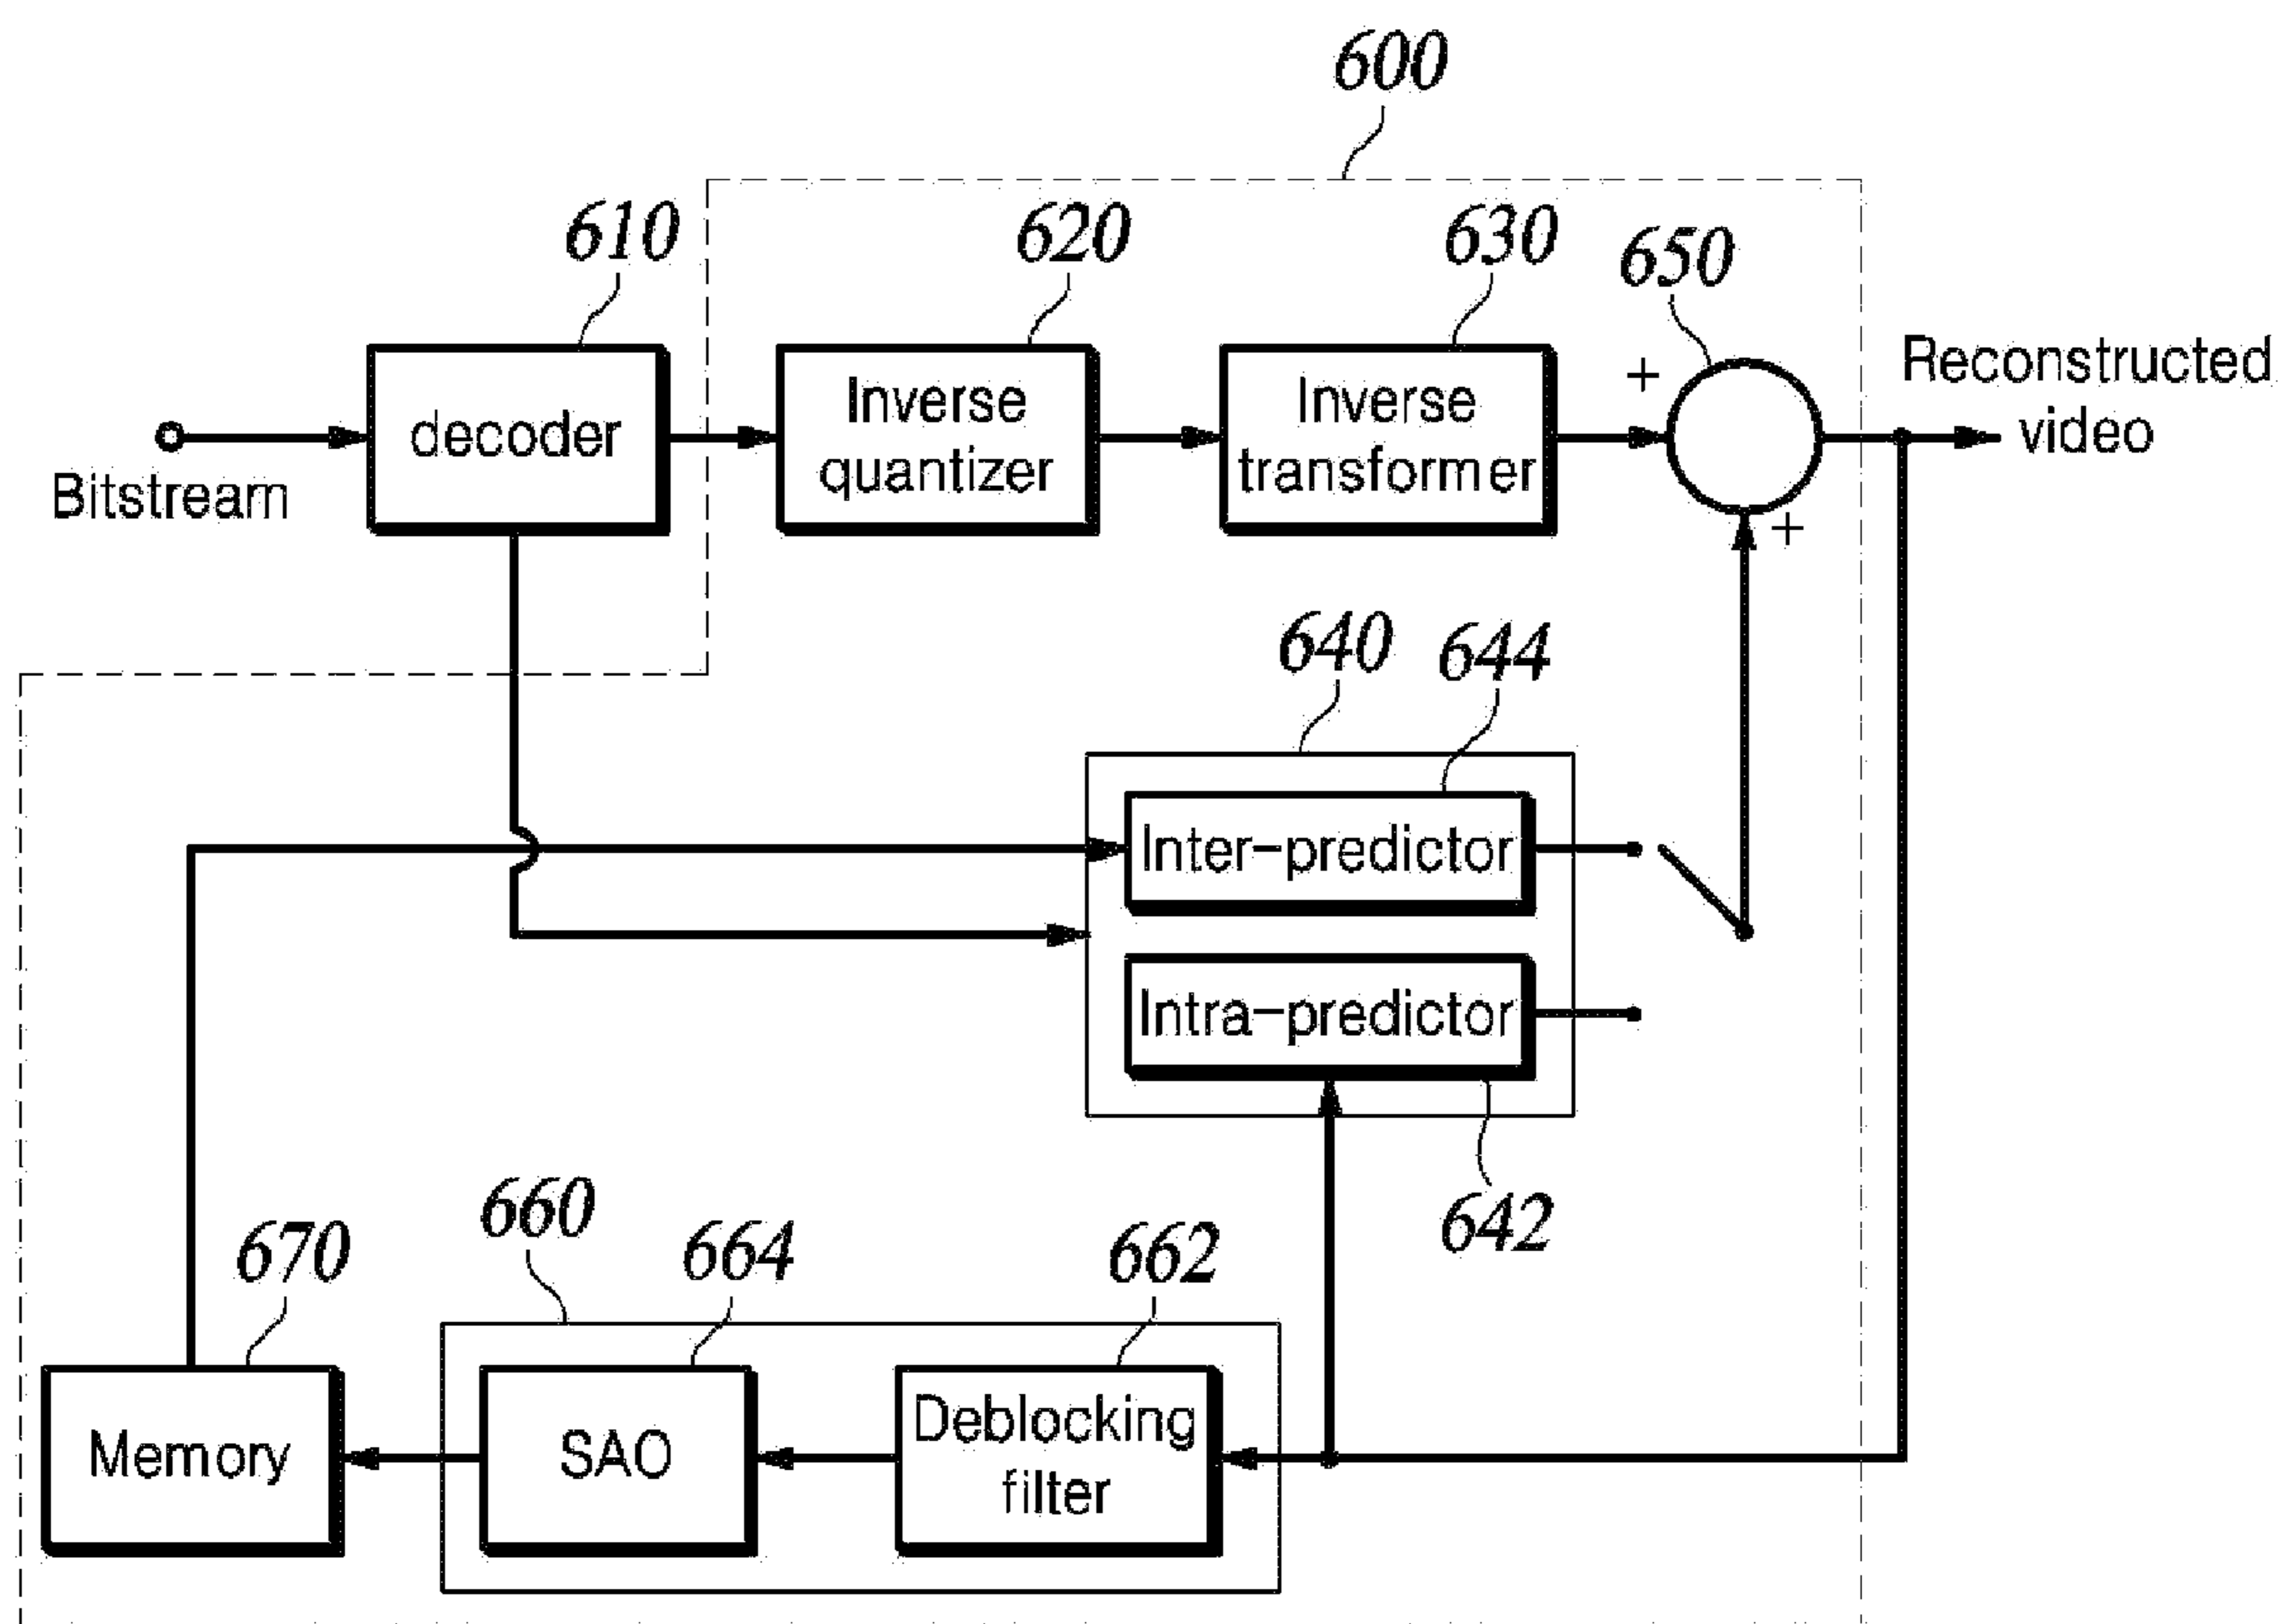 600
610
620
630
650
decoder
Inverse
quantizer
Inverse
transformer
+
+
Reconstructed
video
Bitstream
640
644
Inter-predictor
Intra-predictor
642
670
660
664
662
Memory
SAO
Deblocking
filter